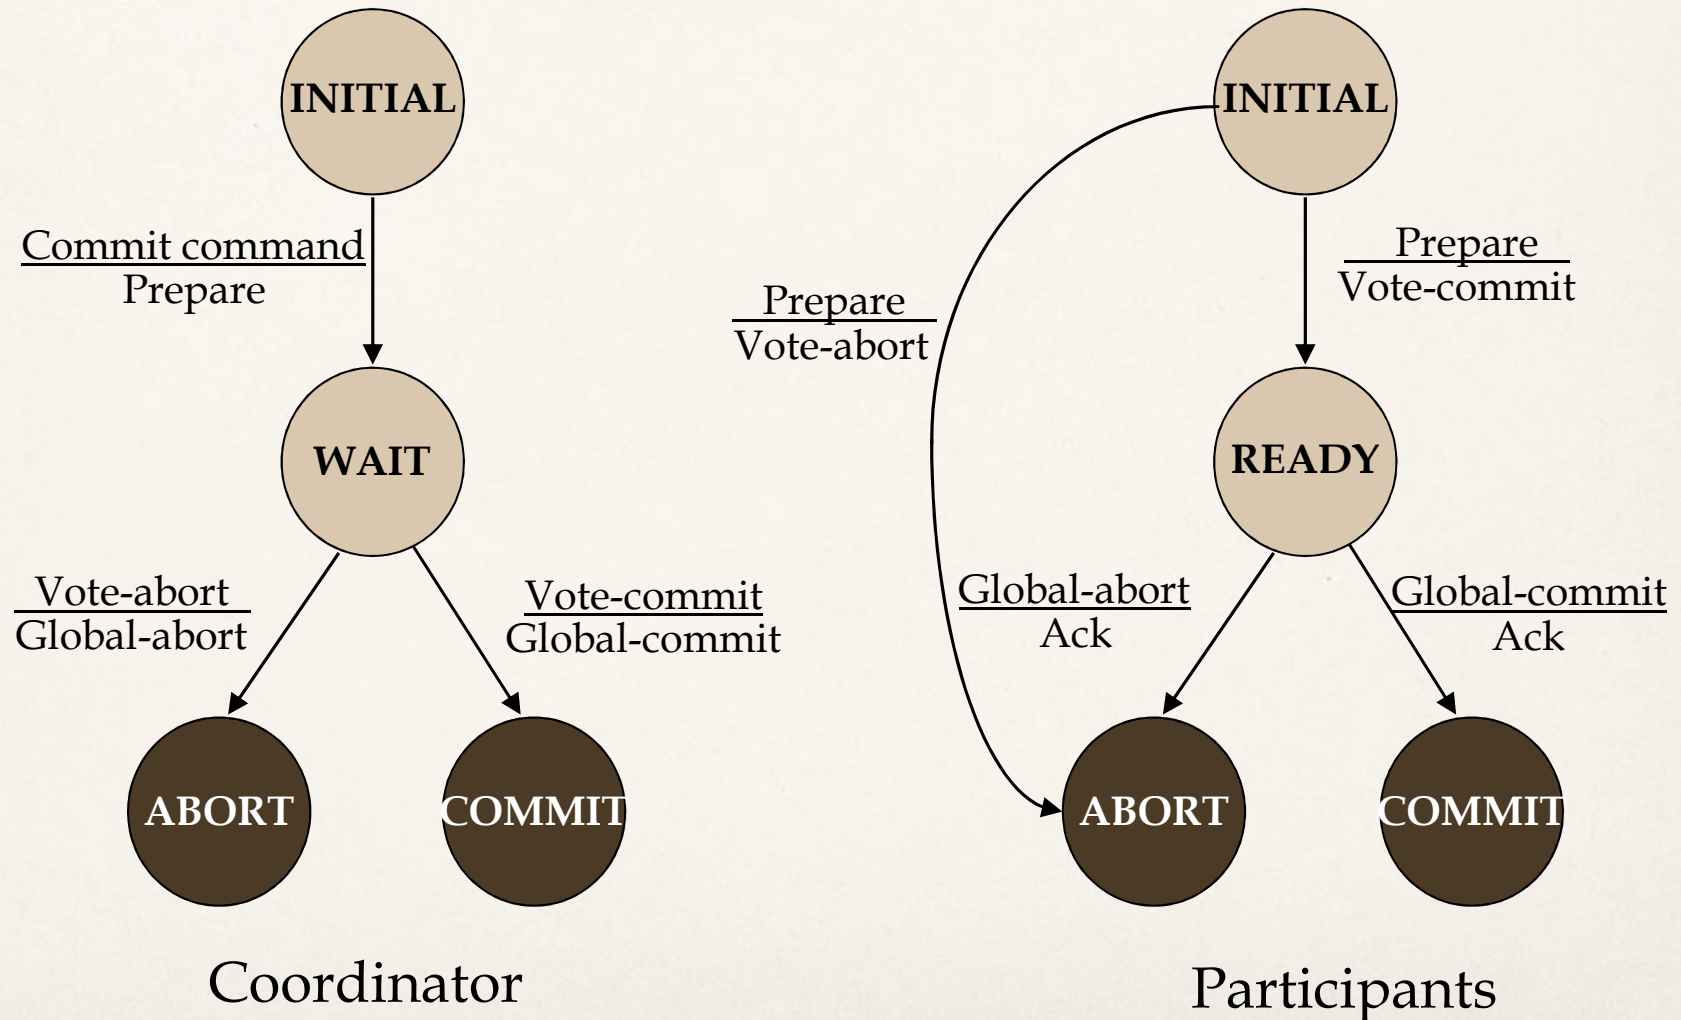 INITIAL
Commit command
Prepare
WAIT
Vote-abort
Global-abort
Vote-commit
Global-commit
ABORT
COMMIT
Coordinator
INITIAL
Prepare
Vote-commit
Prepare
Vote-abort
READY
Global-abort
Ack
Global-commit
Ack
ABORT
COMMIT
Participants